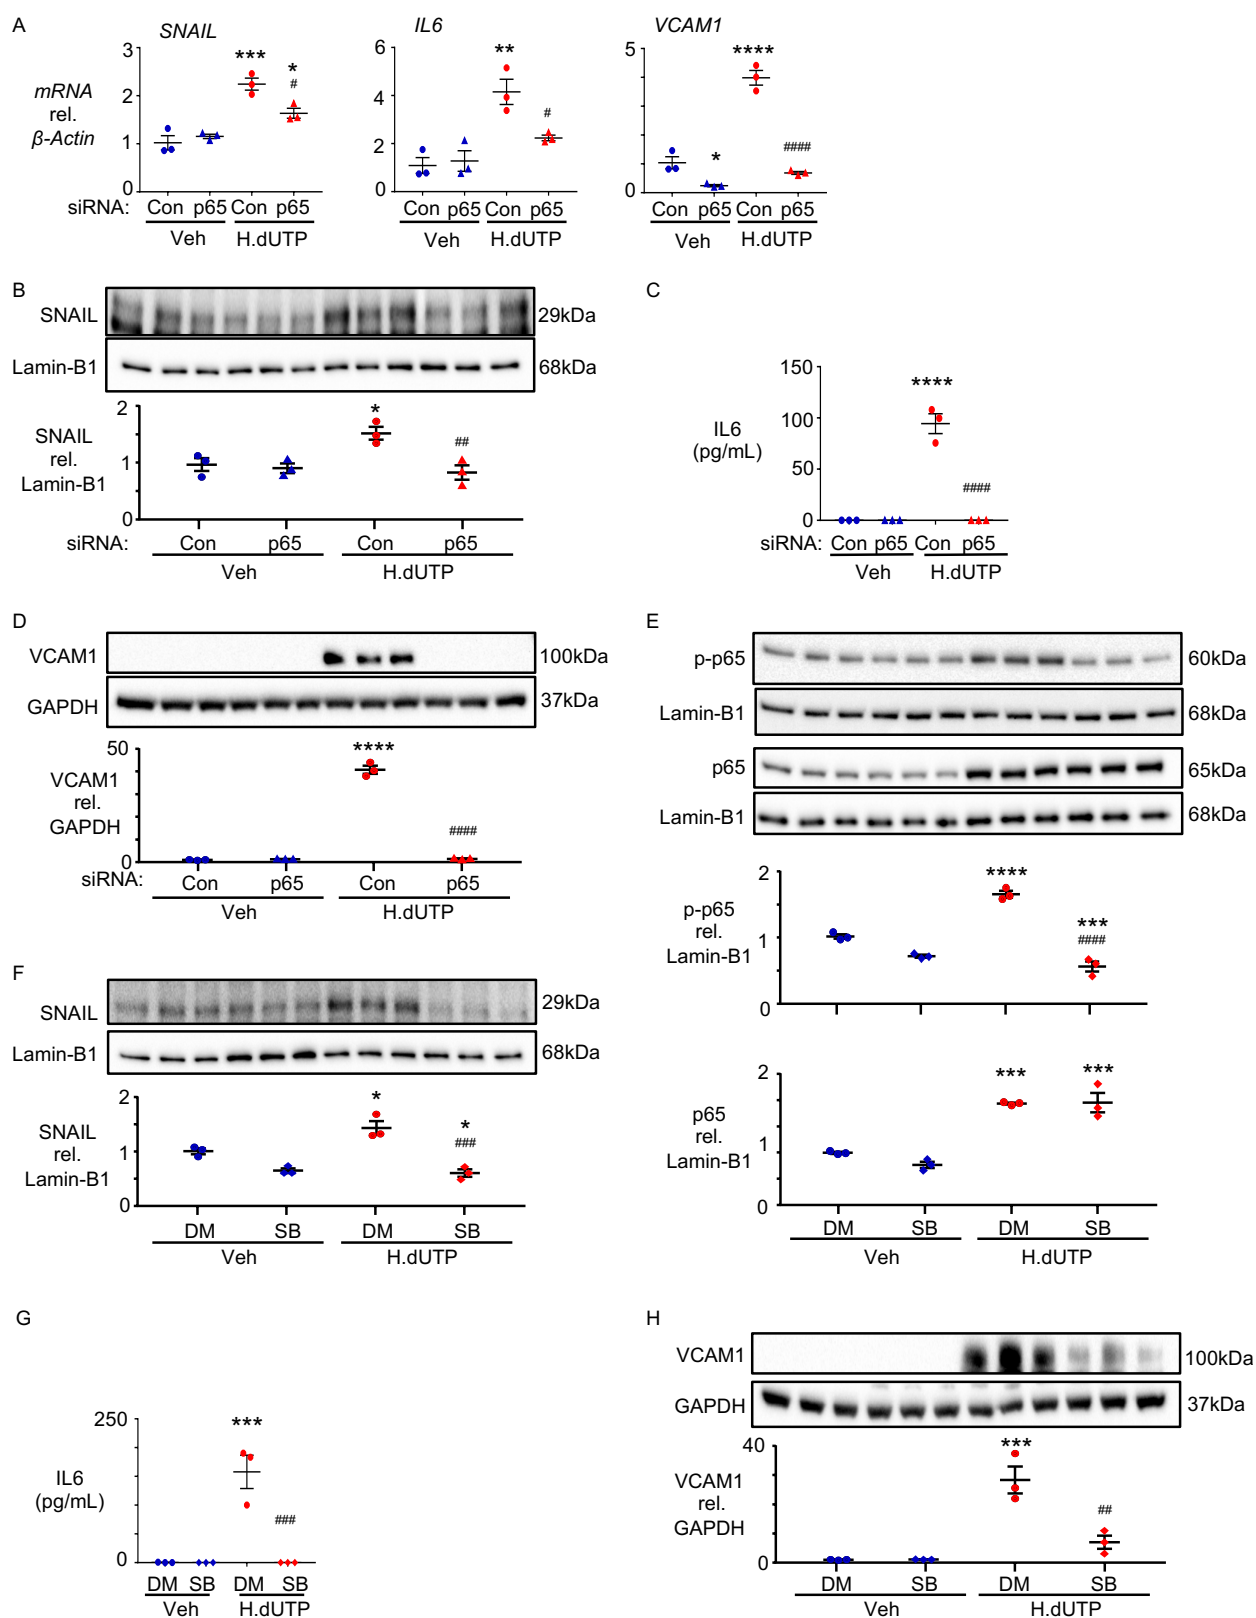 A
SNAIL
IL6
VCAM1
mRNA
rel.
β-Actin
3
2
1
0
***
*
#
6
4
2
0
**
#
5
0
*
****
####
siRNA: Con p65 Con p65
Veh H.dUTP
Con p65 Con p65
Veh H.dUTP
Con p65 Con p65
Veh H.dUTP
B
SNAIL 29kDa
Lamin-B1 68kDa
SNAIL
rel.
Lamin-B1
2
1
0
*
##
siRNA: Con p65 Con p65
Veh H.dUTP
C
IL6
(pg/mL)
150
100
50
0
****
####
siRNA: Con p65 Con p65
Veh H.dUTP
D
VCAM1 100kDa
GAPDH 37kDa
VCAM1
rel.
GAPDH
50
0
****
####
siRNA: Con p65 Con p65
Veh H.dUTP
E
p-p65 60kDa
Lamin-B1 68kDa
p65 65kDa
Lamin-B1 68kDa
p-p65
rel.
Lamin-B1
2
1
0
****
***
####
p65
rel.
Lamin-B1
2
1
0
***
***
DM SB DM SB
Veh H.dUTP
F
SNAIL 29kDa
Lamin-B1 68kDa
SNAIL
rel.
Lamin-B1
2
1
0
*
*
###
DM SB DM SB
Veh H.dUTP
G
IL6
(pg/mL)
250
0
***
###
DM SB DM SB
Veh H.dUTP
H
VCAM1 100kDa
GAPDH 37kDa
VCAM1
rel.
GAPDH
40
20
0
***
##
DM SB DM SB
Veh H.dUTP